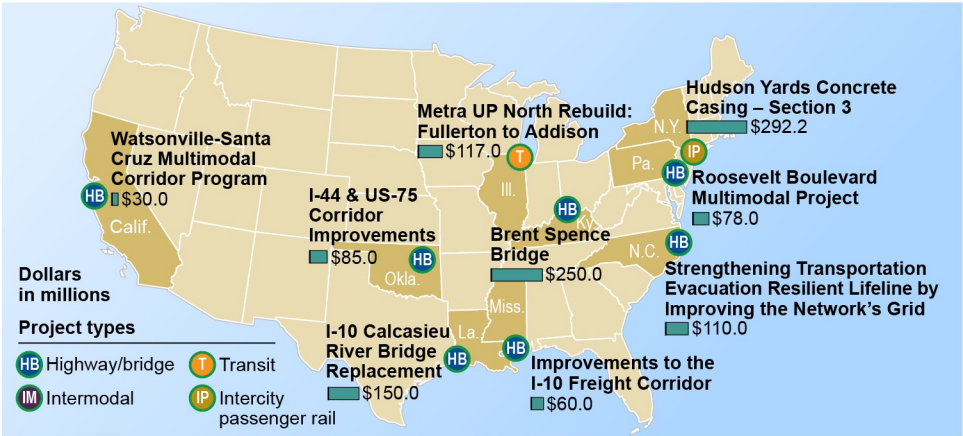 Hudson Yards Concrete
Casing – Section 3
$292.2
N.Y.
IP
Metra UP North Rebuild:
Fullerton to Addison
$117.0
T
Ill.
Watsonville-Santa
Cruz Multimodal
Corridor Program
HB
$30.0
Calif.
Pa.
HB
Roosevelt Boulevard
Multimodal Project
$78.0
I-44 & US-75
Corridor
Improvements
$85.0
HB
Okla.
HB
Ky.
Brent Spence
Bridge
$250.0
N.C.
HB
Strengthening Transportation
Evacuation Resilient Lifeline by
Improving the Network’s Grid
$110.0
Miss.
La.
I-10 Calcasieu
River Bridge
Replacement
HB
$150.0
HB
Improvements to the
I-10 Freight Corridor
$60.0
Dollars
in millions
Project types
HB Highway/bridge
T Transit
IM Intermodal
IP Intercity
passenger rail